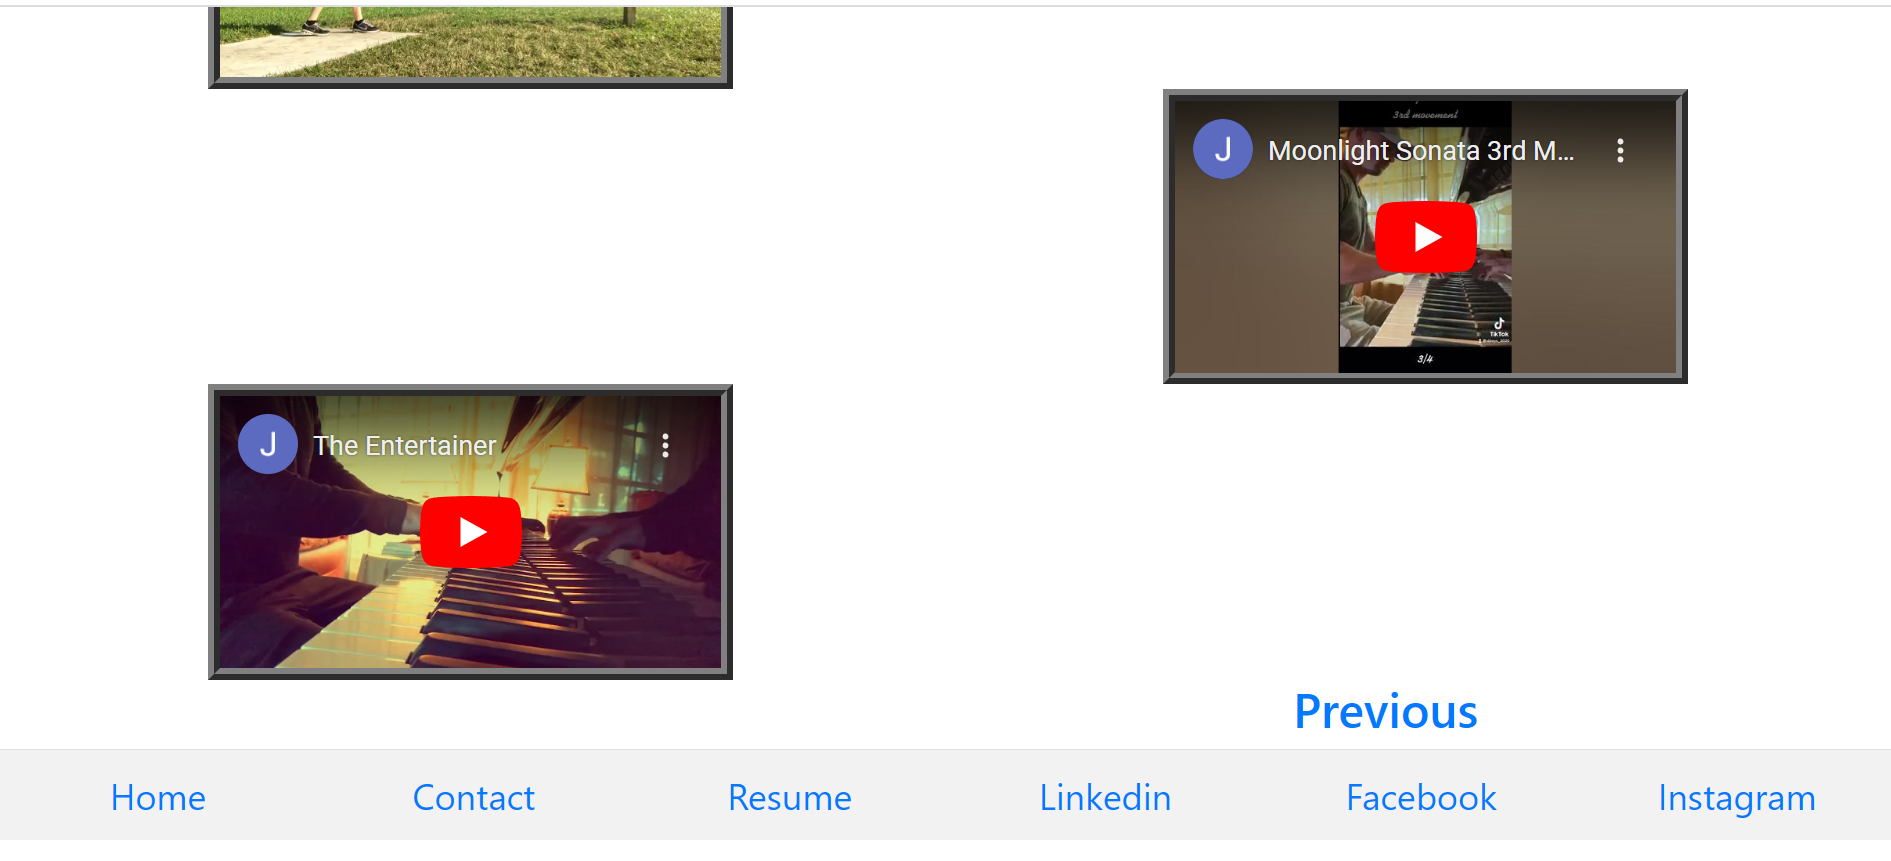 3rd movement
J
Moonlight Sonata 3rd M...
TikTok
3/4
J
The Entertainer
Previous
Home
Contact
Resume
Linkedin
Facebook
Instagram